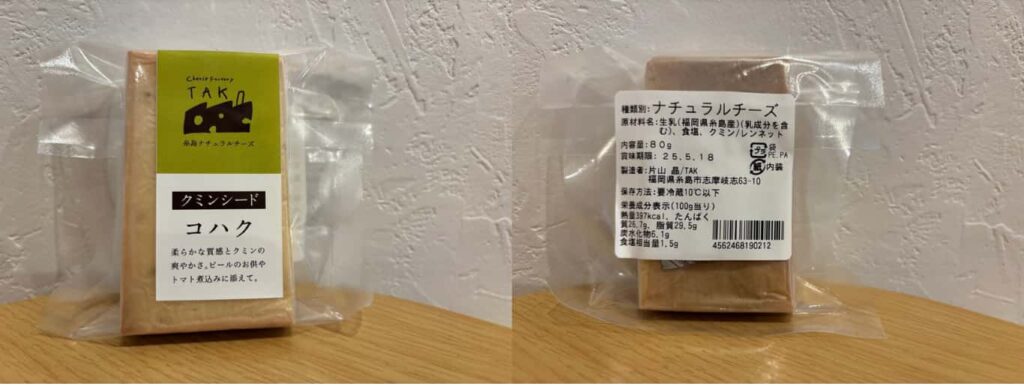 Cheese Factory
TAK
糸島ナチュラルチーズ
クミンシード
コハク
柔らかな質感とクミンの
爽やかさ。ビールのお供や
トマト煮込みに添えて。
種類別:ナチュラルチーズ
原材料名:生乳(福岡県糸島産)(乳成分を含
む)、食塩、クミン/レンネット
内容量:80g
賞味期限: 25.5.18
製造者:片山 晶/TAK
福岡県糸島市志摩岐志63-10
保存方法:要冷蔵10℃以下
栄養成分表示(100g当り)
熱量397kcal、たんぱく
質26.7g、脂質29.5g
炭水化物6.1g
食塩相当量1.5g
プラ
袋
PE,PA
紙
内装
4562468190212